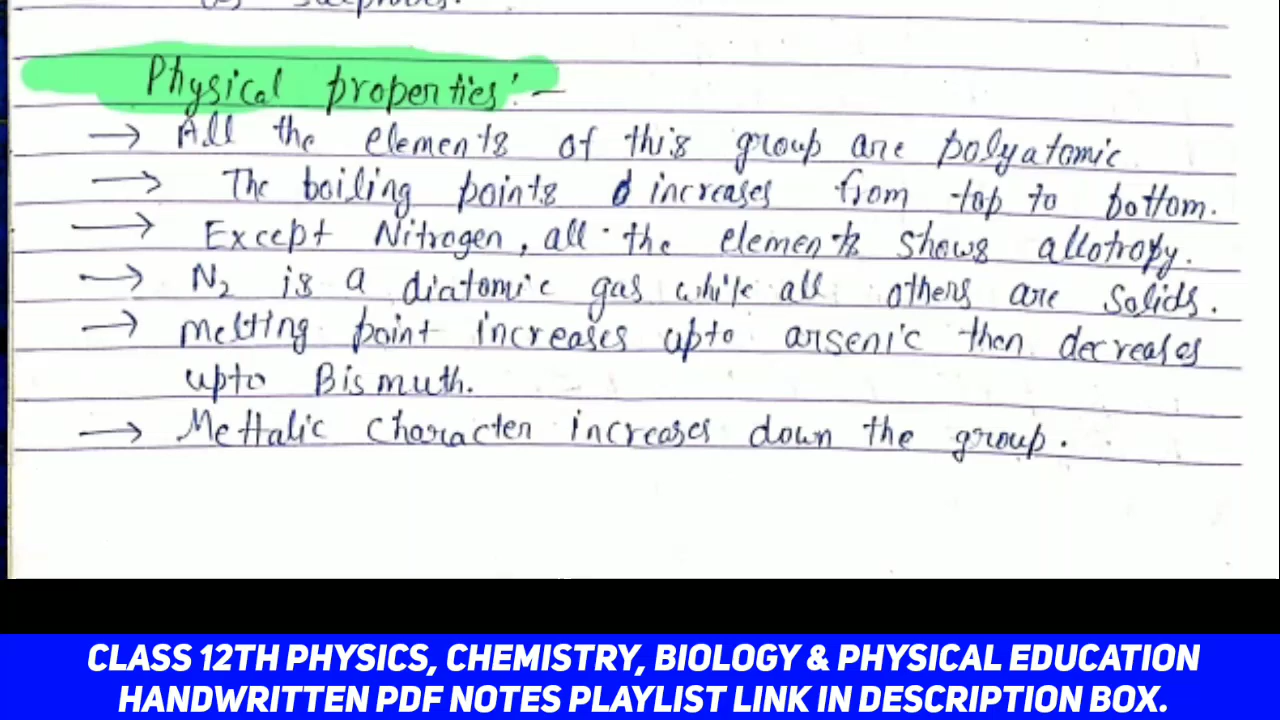 Physical properties:-
→ All the elements of this group are polyatomic
→ The boiling points increases from top to bottom.
→ Except Nitrogen, all the elements shows allotropy.
→ N₂ is a diatomic gas while all others are solids.
→ Melting point increases upto arsenic then decreases
upto Bismuth.
→ Mettalic character increases down the group.
CLASS 12TH PHYSICS, CHEMISTRY, BIOLOGY & PHYSICAL EDUCATION
HANDWRITTEN PDF NOTES PLAYLIST LINK IN DESCRIPTION BOX.